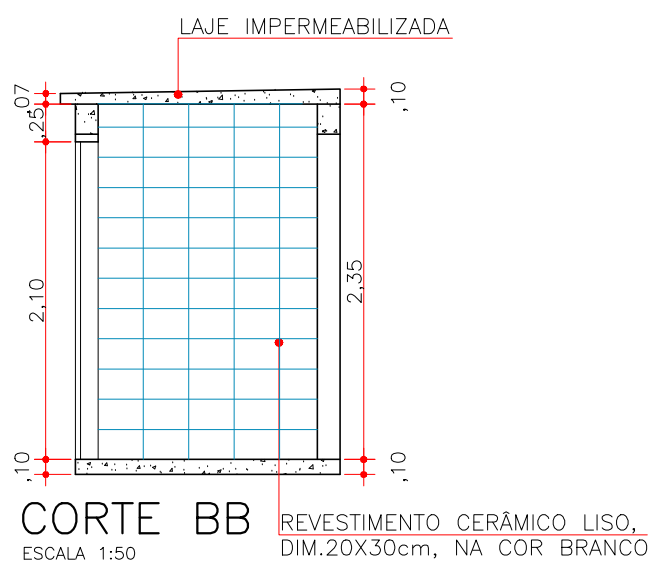 LAJE IMPERMEABILIZADA
,07
,25
2,10
,10
,10
2,35
,10
CORTE BB
ESCALA 1:50
REVESTIMENTO CERÂMICO LISO,
DIM.20X30cm, NA COR BRANCO